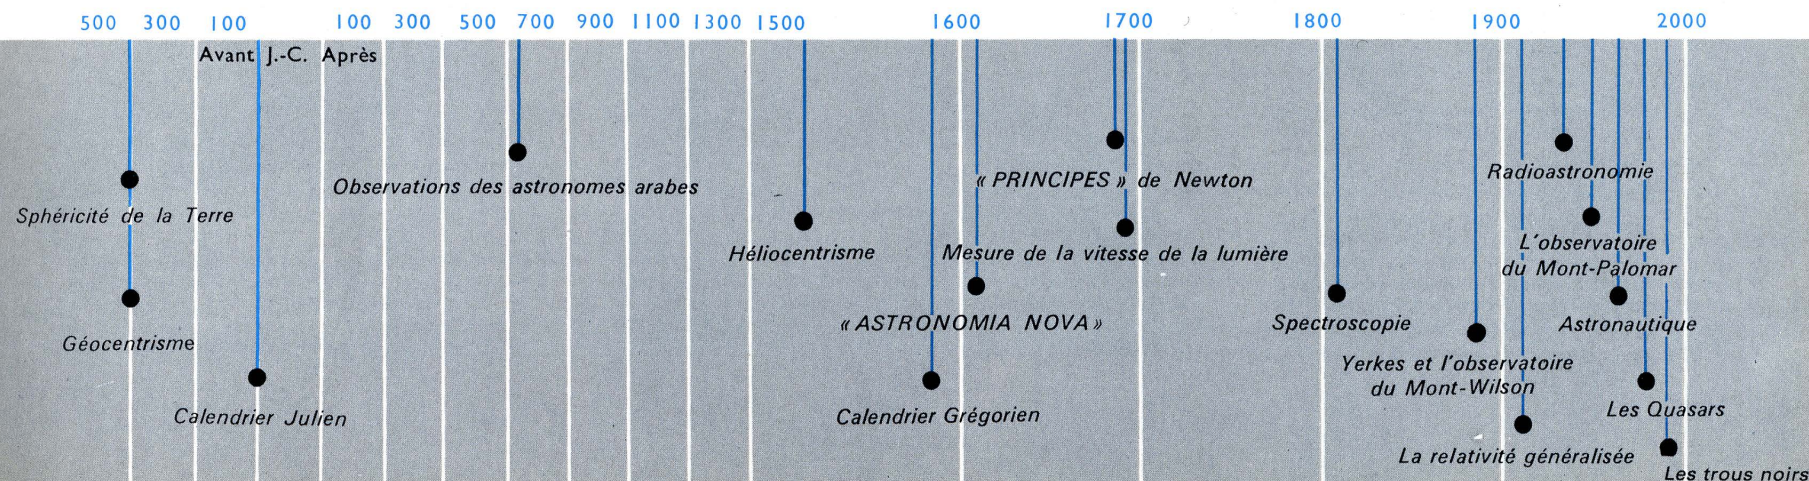 500 300 100 100 300 500 700 900 1100 1300 1500 1600 1700 1800 1900 2000
Avant J.-C. Après
Sphéricité de la Terre
Géocentrisme
Calendrier Julien
Observations des astronomes arabes
Héliocentrisme
Calendrier Grégorien
« ASTRONOMIA NOVA »
« PRINCIPES » de Newton
Mesure de la vitesse de la lumière
Spectroscopie
Yerkes et l'observatoire
du Mont-Wilson
La relativité généralisée
Radioastronomie
L'observatoire
du Mont-Palomar
Astronautique
Les Quasars
Les trous noirs